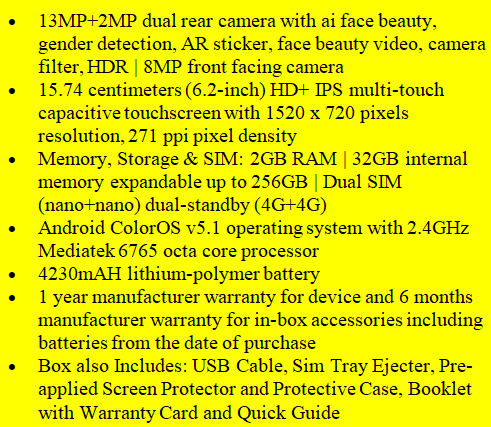 • 13MP+2MP dual rear camera with ai face beauty,
gender detection, AR sticker, face beauty video, camera
filter, HDR | 8MP front facing camera
• 15.74 centimeters (6.2-inch) HD+ IPS multi-touch
capacitive touchscreen with 1520 x 720 pixels
resolution, 271 ppi pixel density
• Memory, Storage & SIM: 2GB RAM | 32GB internal
memory expandable up to 256GB | Dual SIM
(nano+nano) dual-standby (4G+4G)
• Android ColorOS v5.1 operating system with 2.4GHz
Mediatek 6765 octa core processor
• 4230mAH lithium-polymer battery
• 1 year manufacturer warranty for device and 6 months
manufacturer warranty for in-box accessories including
batteries from the date of purchase
• Box also Includes: USB Cable, Sim Tray Ejecter, Pre-
applied Screen Protector and Protective Case, Booklet
with Warranty Card and Quick Guide